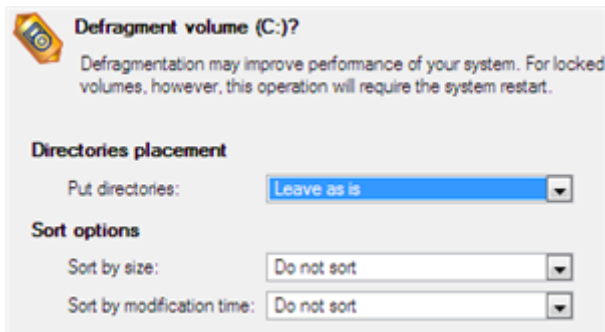 Defragment volume (C:)?
Defragmentation may improve performance of your system. For locked
volumes, however, this operation will require the system restart.
Directories placement
Put directories: Leave as is
Sort options
Sort by size: Do not sort
Sort by modification time: Do not sort